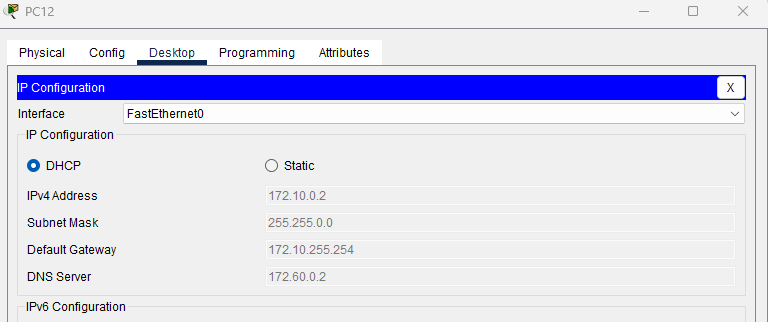 PC12
Physical Config Desktop Programming Attributes
IP Configuration X
Interface FastEthernet0
IP Configuration
DHCP Static
IPv4 Address 172.10.0.2
Subnet Mask 255.255.0.0
Default Gateway 172.10.255.254
DNS Server 172.60.0.2
IPv6 Configuration